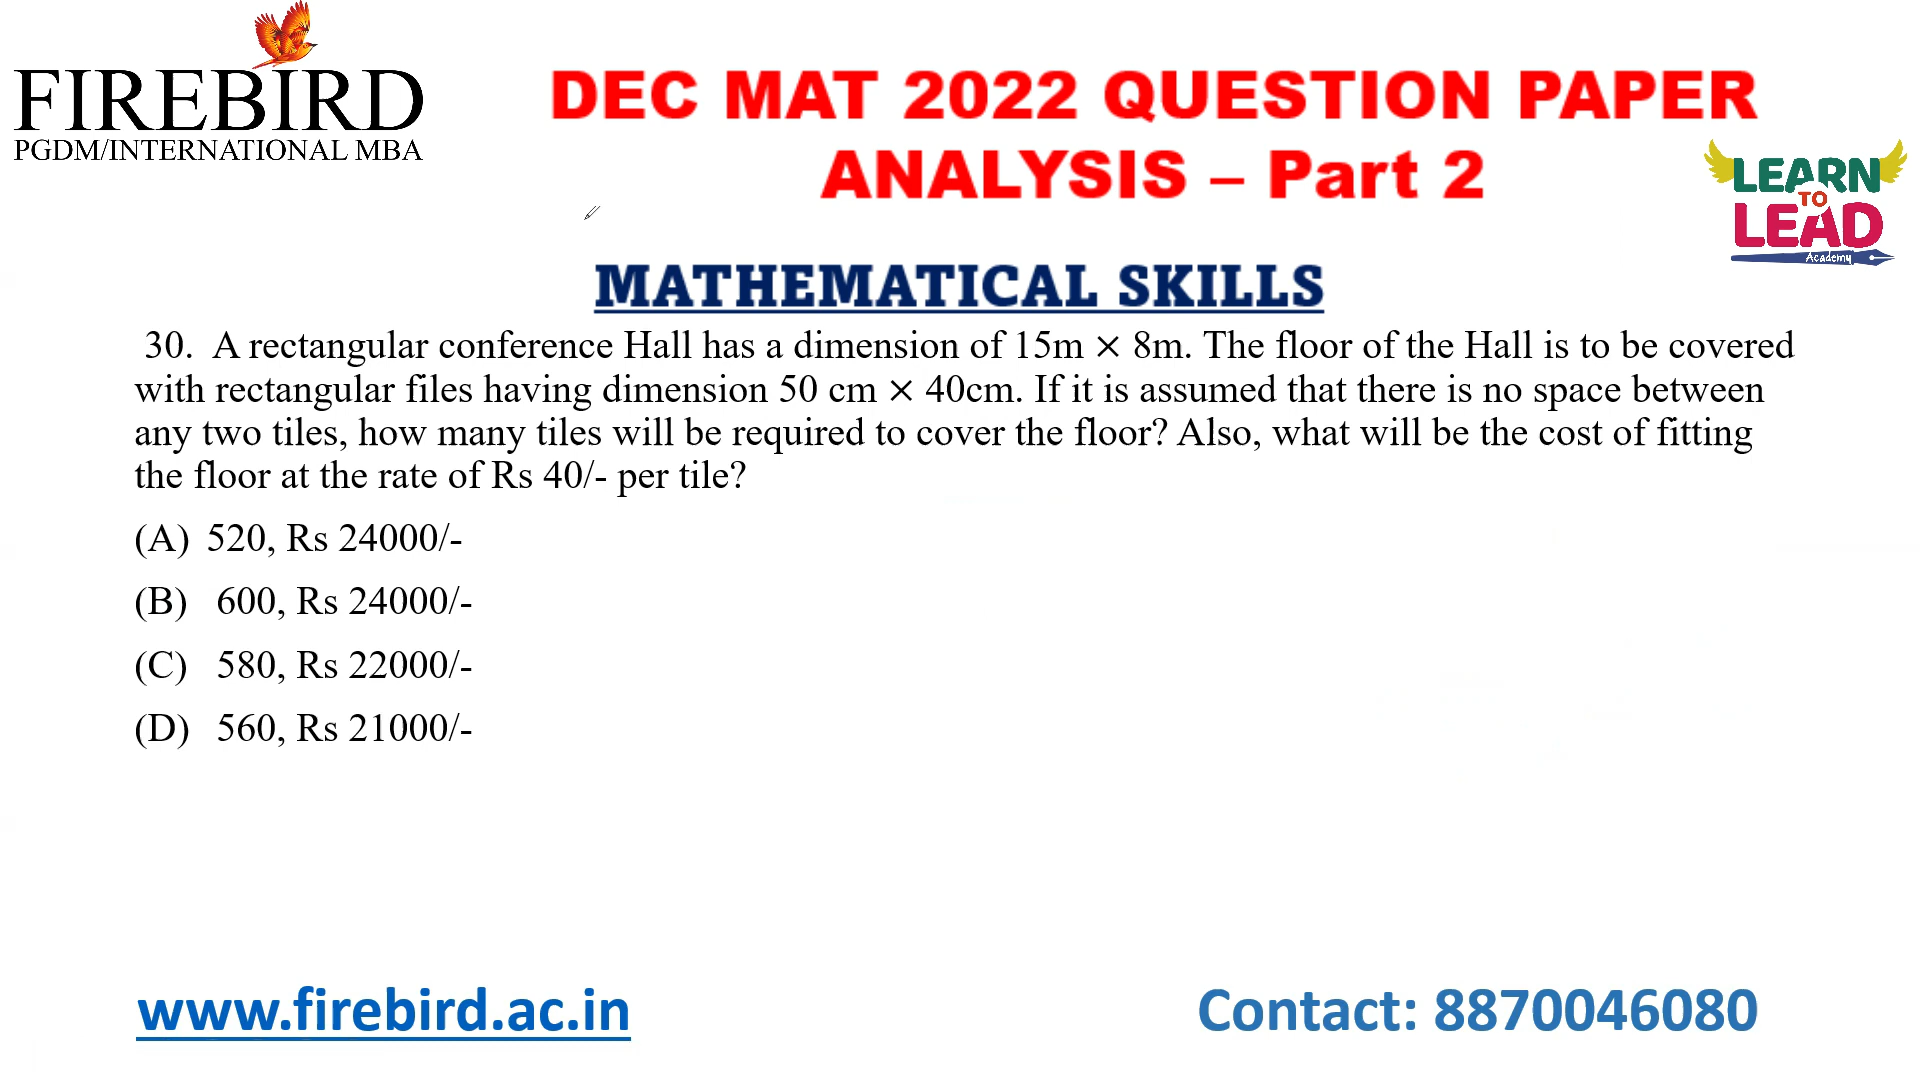 FIREBIRD
PGDM/INTERNATIONAL MBA
DEC MAT 2022 QUESTION PAPER
ANALYSIS – Part 2
LEARN
TO
LEAD
Academy
MATHEMATICAL SKILLS
30. A rectangular conference Hall has a dimension of 15m × 8m. The floor of the Hall is to be covered
with rectangular files having dimension 50 cm × 40cm. If it is assumed that there is no space between
any two tiles, how many tiles will be required to cover the floor? Also, what will be the cost of fitting
the floor at the rate of Rs 40/- per tile?
(A) 520, Rs 24000/-
(B) 600, Rs 24000/-
(C) 580, Rs 22000/-
(D) 560, Rs 21000/-
www.firebird.ac.in
Contact: 8870046080